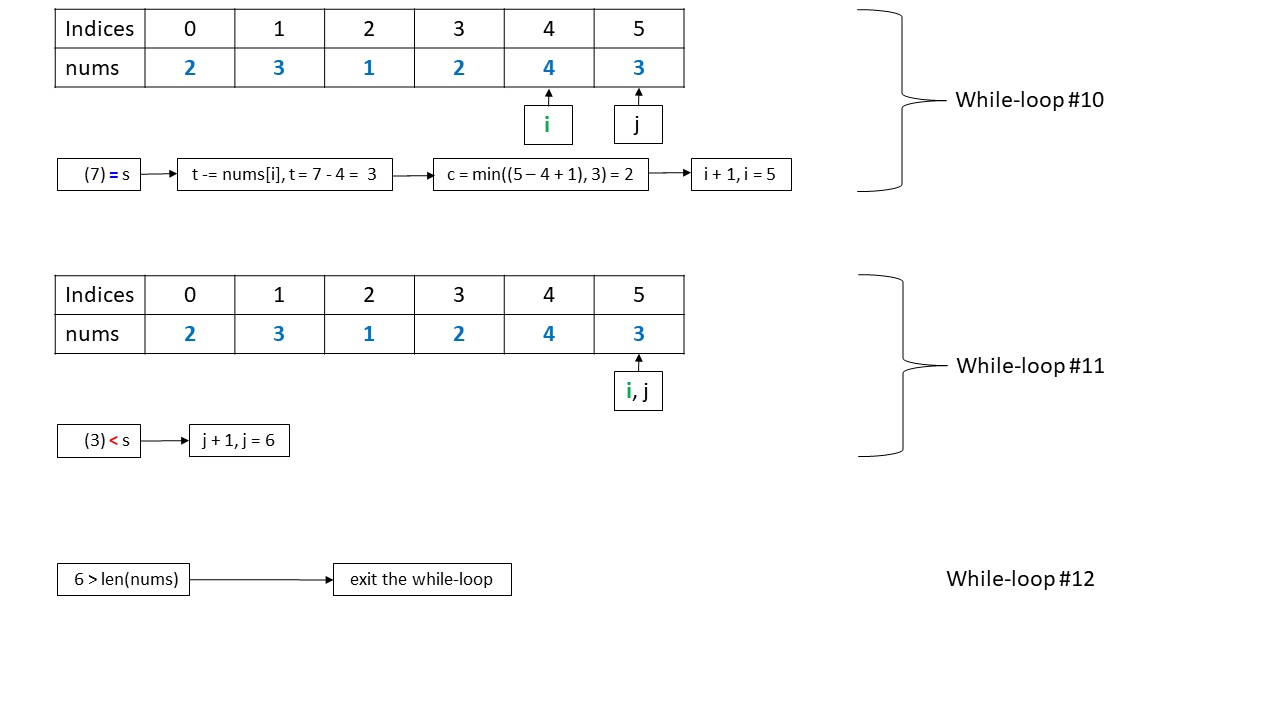 Indices 0 1 2 3 4 5
nums 2 3 1 2 4 3
i j
While-loop #10
(7) = s t -= nums[i], t = 7 - 4 = 3 c = min((5 – 4 + 1), 3) = 2 i + 1, i = 5
Indices 0 1 2 3 4 5
nums 2 3 1 2 4 3
i, j
While-loop #11
(3) < s j + 1, j = 6
6 > len(nums) exit the while-loop While-loop #12